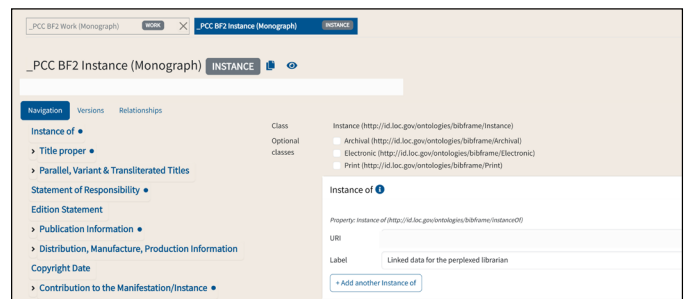 _PCC BF2 Work (Monograph) WORK _PCC BF2 Instance (Monograph) INSTANCE
_PCC BF2 Instance (Monograph) INSTANCE
Navigation Versions Relationships
Instance of
Title proper
Parallel, Variant & Transliterated Titles
Statement of Responsibility
Edition Statement
Publication Information
Distribution, Manufacture, Production Information
Copyright Date
Contribution to the Manifestation/Instance
Class Instance (http://id.loc.gov/ontologies/bibframe/Instance)
Optional classes
Archival (http://id.loc.gov/ontologies/bibframe/Archival)
Electronic (http://id.loc.gov/ontologies/bibframe/Electronic)
Print (http://id.loc.gov/ontologies/bibframe/Print)
Instance of
Property: Instance of (http://id.loc.gov/ontologies/bibframe/instanceOf)
URI
Label Linked data for the perplexed librarian
+ Add another Instance of